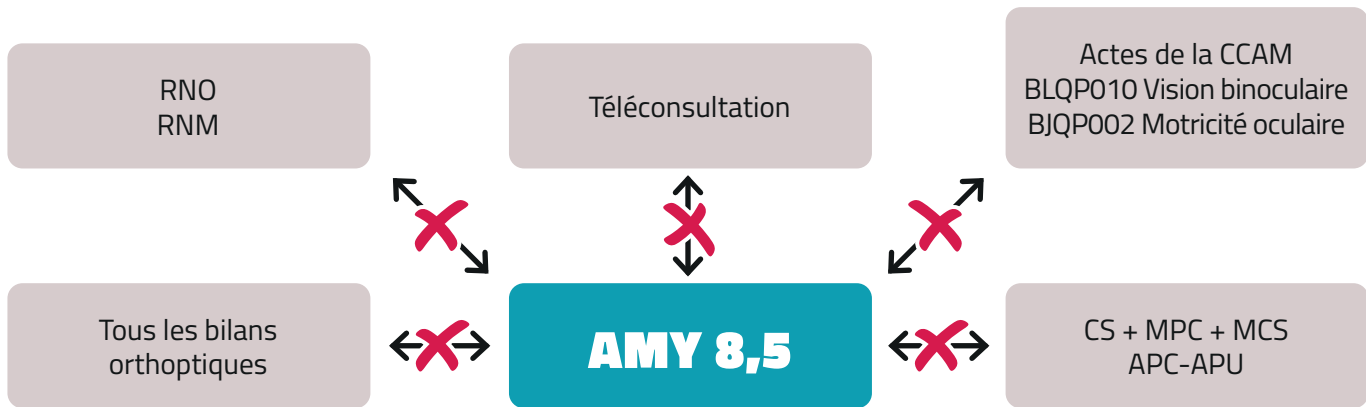 RNO
RNM
Téléconsultation
Actes de la CCAM
BLQP010 Vision binoculaire
BJQP002 Motricité oculaire
Tous les bilans
orthoptiques
AMY 8,5
CS + MPC + MCS
APC-APU